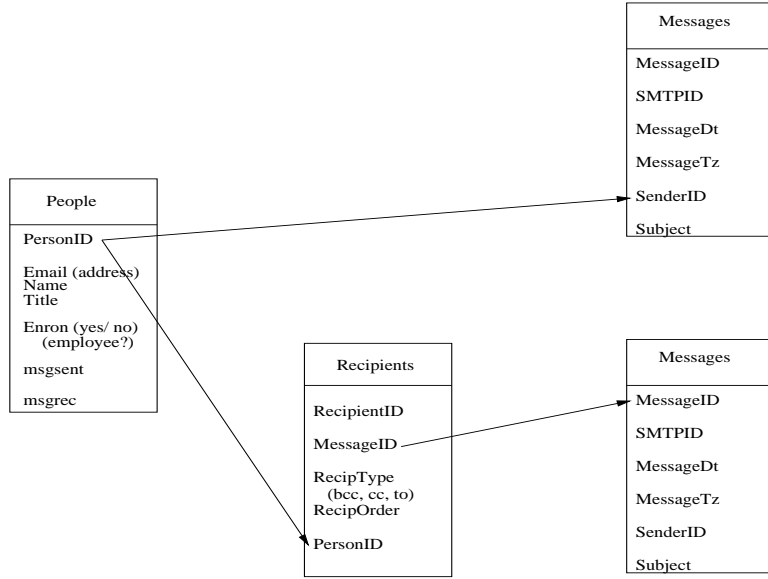 People
PersonID
Email (address)
Name
Title
Enron (yes/ no)
(employee?)
msgsent
msgrec
Recipients
RecipientID
MessageID
RecipType
(bcc, cc, to)
RecipOrder
PersonID
Messages
MessageID
SMTPID
MessageDt
MessageTz
SenderID
Subject
Messages
MessageID
SMTPID
MessageDt
MessageTz
SenderID
Subject